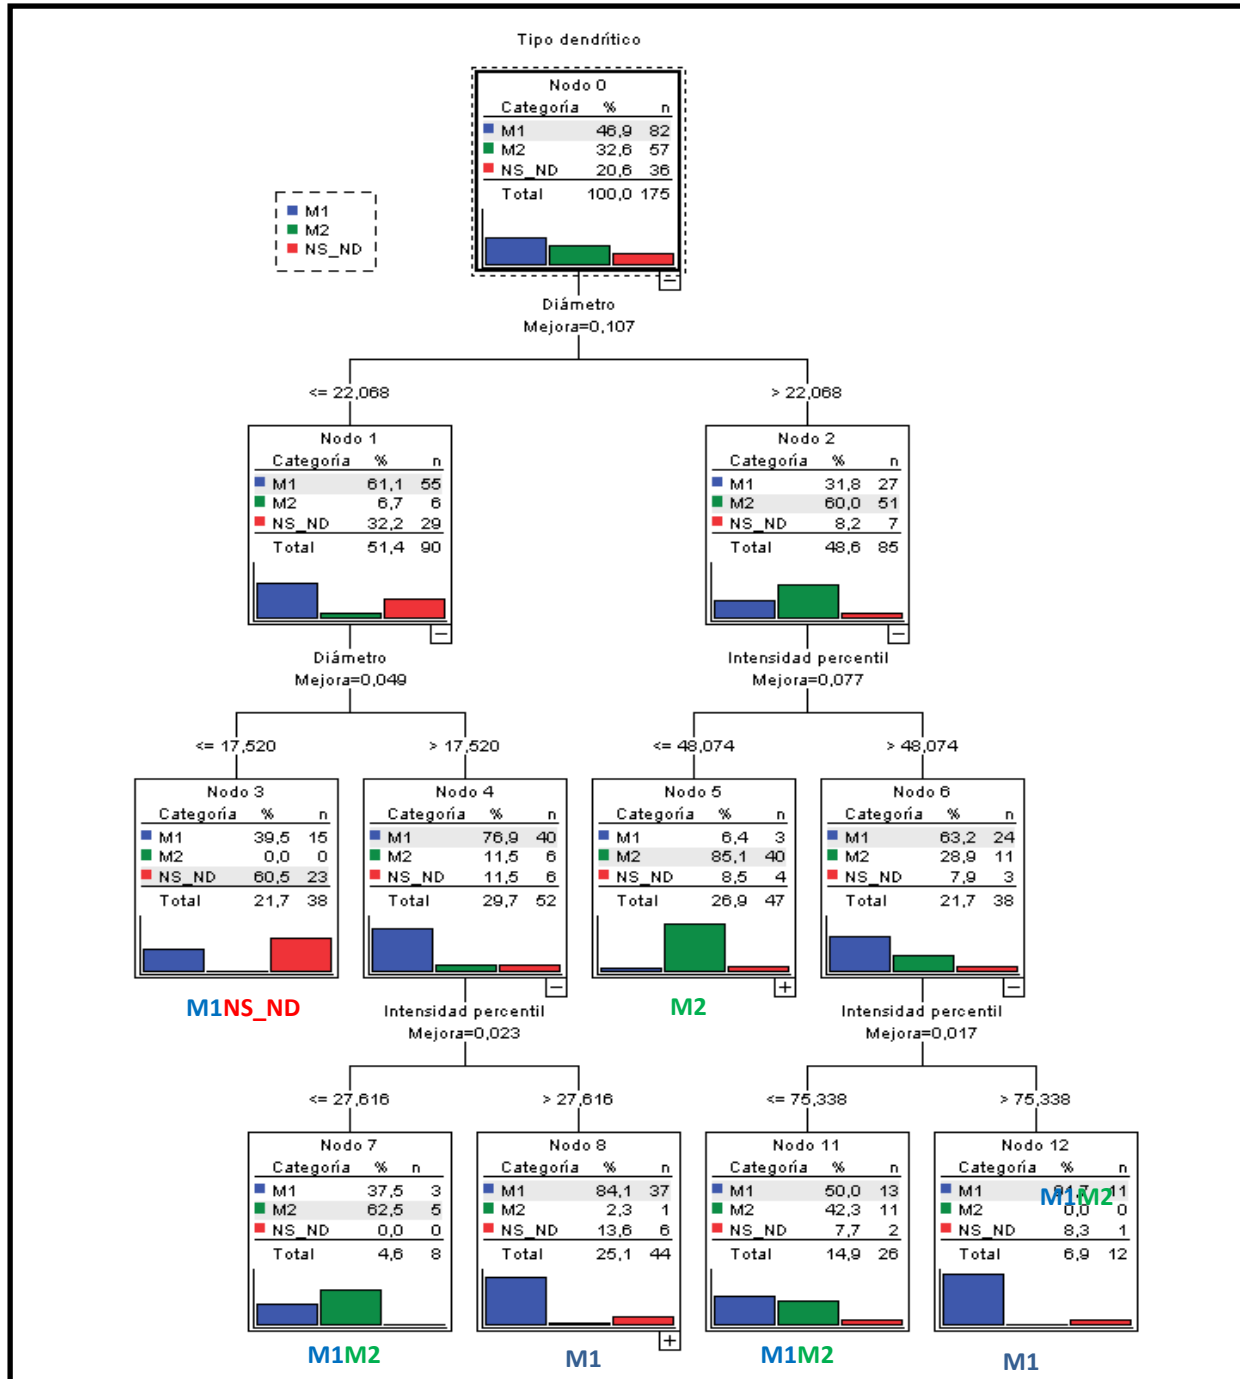 Tipo dendrítico
Nodo 0
Categoría % n
M1 46,9 82
M2 32,6 57
NS_ND 20,6 36
Total 100,0 175
M1
M2
NS_ND
Diámetro
Mejora=0,107
<= 22,068
> 22,068
Nodo 1
Categoría % n
M1 61,1 55
M2 6,7 6
NS_ND 32,2 29
Total 51,4 90
Nodo 2
Categoría % n
M1 31,8 27
M2 60,0 51
NS_ND 8,2 7
Total 48,6 85
Diámetro
Mejora=0,049
Intensidad percentil
Mejora=0,077
<= 17,520
> 17,520
<= 48,074
> 48,074
Nodo 3
Categoría % n
M1 39,5 15
M2 0,0 0
NS_ND 60,5 23
Total 21,7 38
Nodo 4
Categoría % n
M1 76,9 40
M2 11,5 6
NS_ND 11,5 6
Total 29,7 52
Nodo 5
Categoría % n
M1 6,4 3
M2 85,1 40
NS_ND 8,5 4
Total 26,9 47
Nodo 6
Categoría % n
M1 63,2 24
M2 28,9 11
NS_ND 7,9 3
Total 21,7 38
M1NS_ND
Intensidad percentil
Mejora=0,023
M2
Intensidad percentil
Mejora=0,017
<= 27,616
> 27,616
<= 75,338
> 75,338
Nodo 7
Categoría % n
M1 37,5 3
M2 62,5 5
NS_ND 0,0 0
Total 4,6 8
Nodo 8
Categoría % n
M1 84,1 37
M2 2,3 1
NS_ND 13,6 6
Total 25,1 44
Nodo 11
Categoría % n
M1 50,0 13
M2 42,3 11
NS_ND 7,7 2
Total 14,9 26
Nodo 12
Categoría % n
M1 11
M1M2
M2 0,0 0
NS_ND 8,3 1
Total 6,9 12
M1M2
M1
M1M2
M1